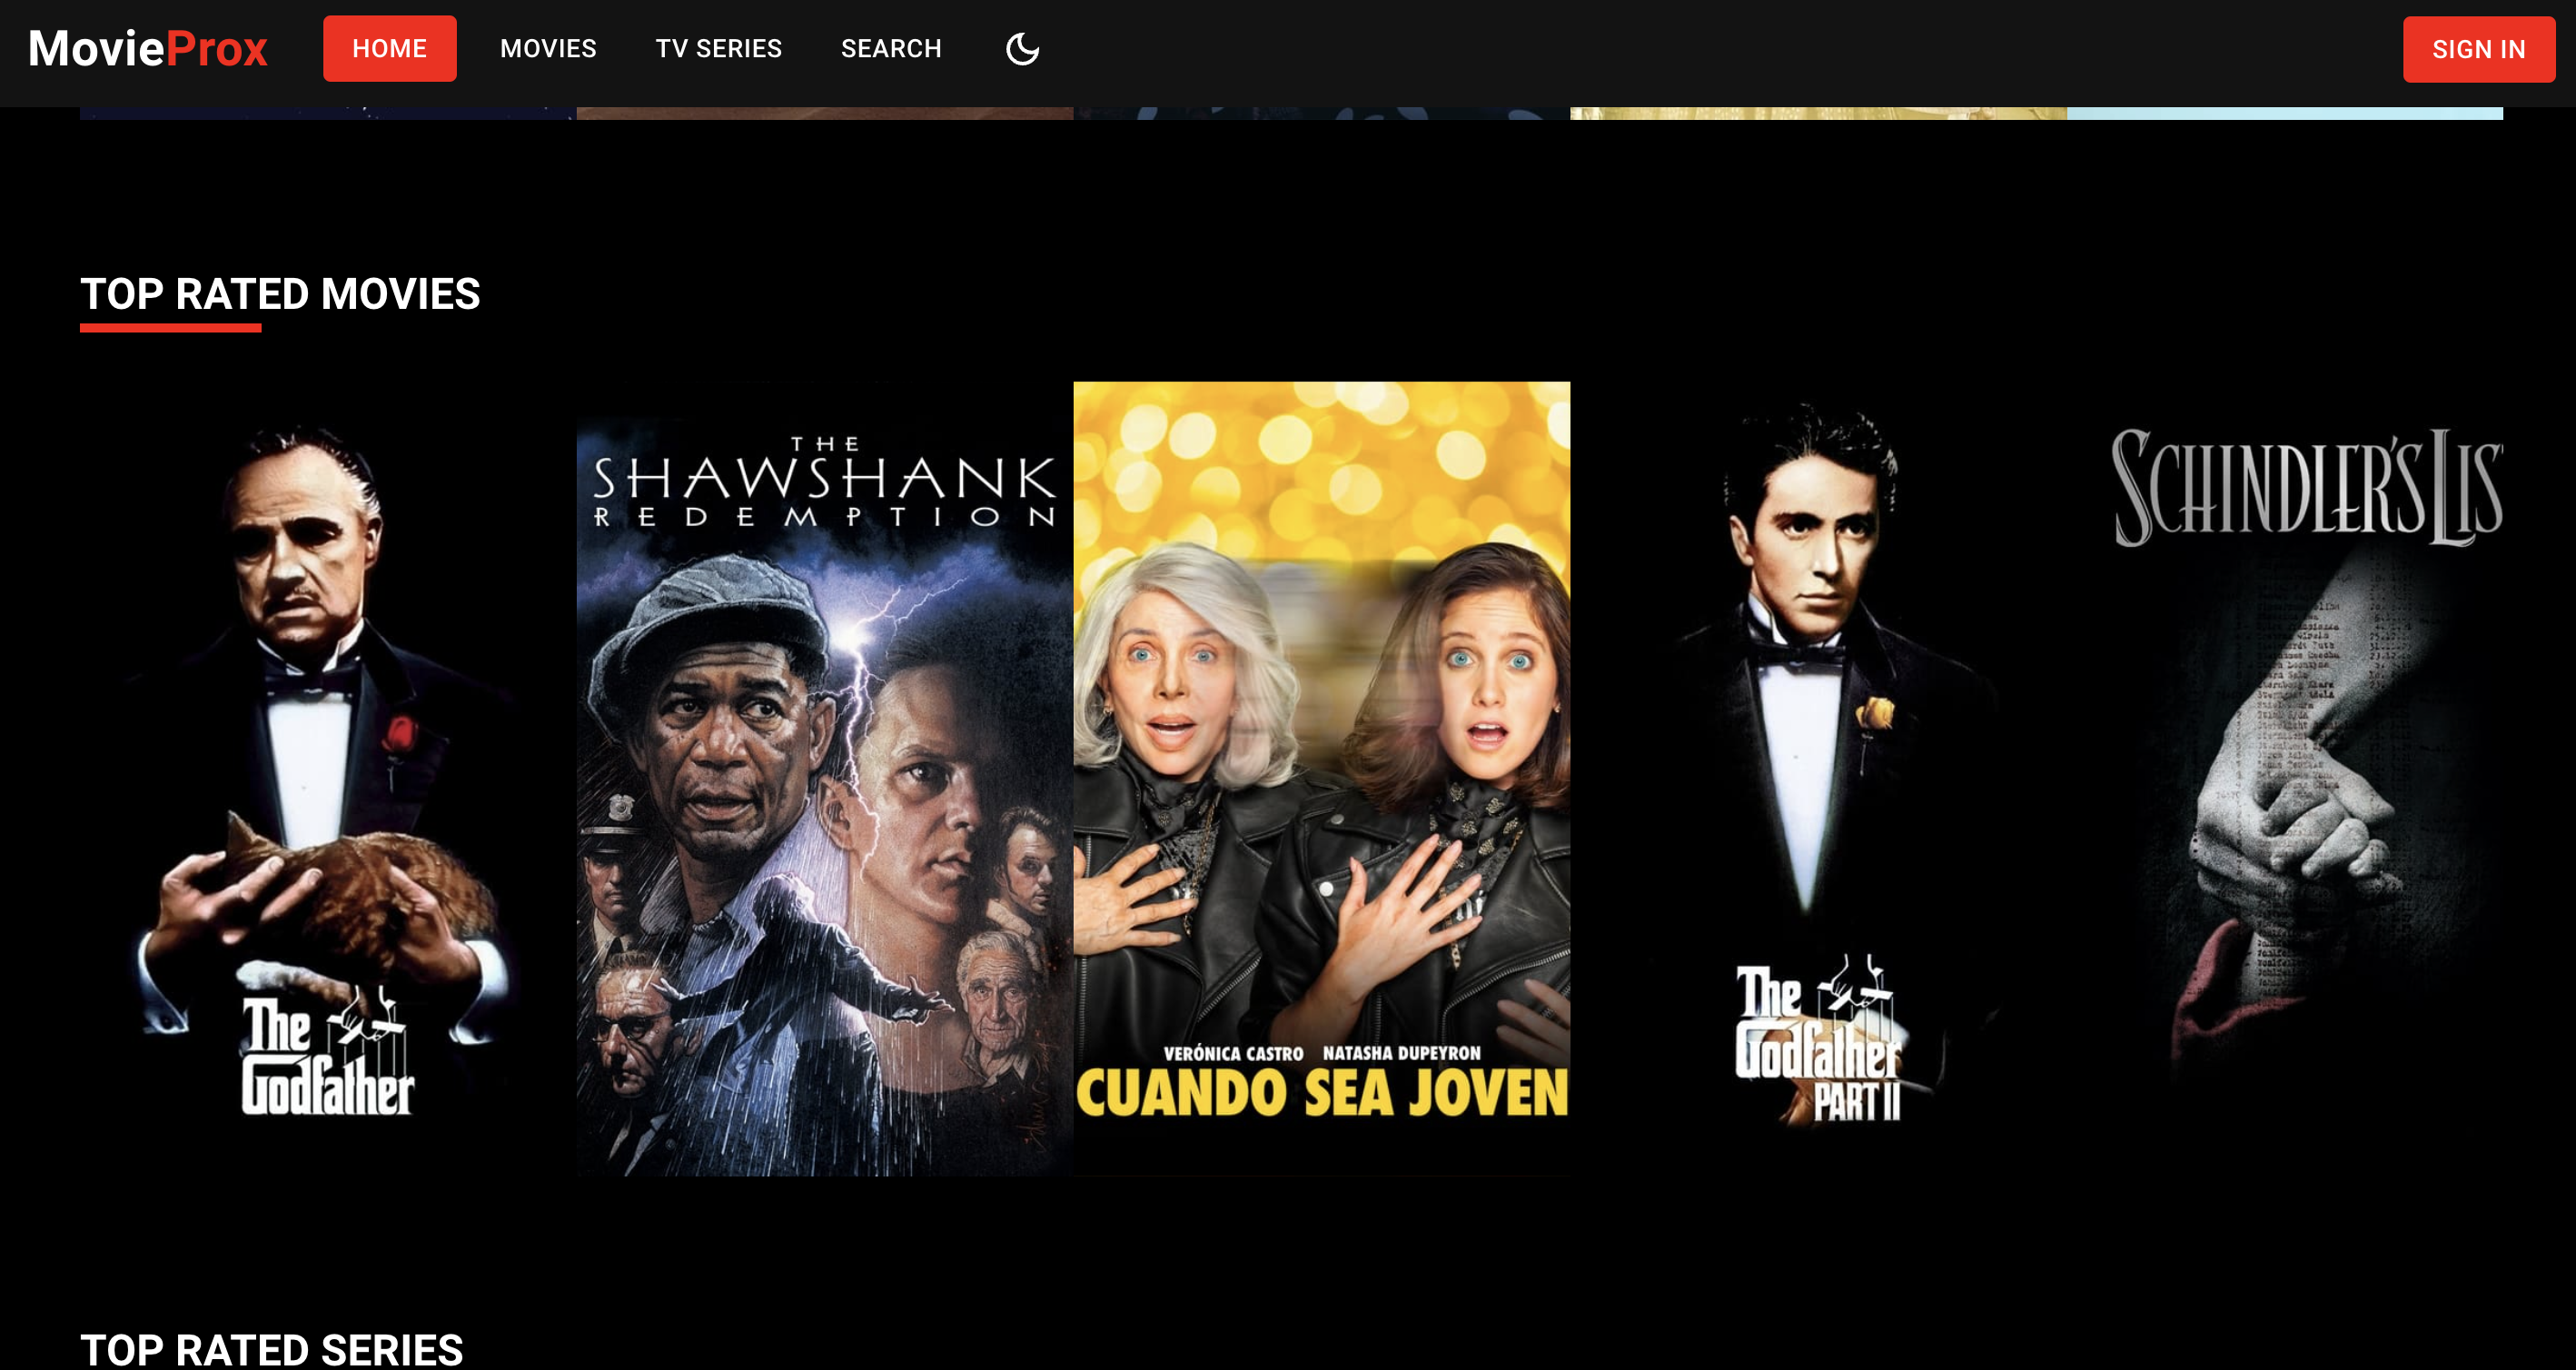 MovieProx
HOME
MOVIES
TV SERIES
SEARCH
SIGN IN
TOP RATED MOVIES
The
Godfather
THE
SHAWSHANK
REDEMPTION
VERÓNICA CASTRO NATASHA DUPEYRON
CUANDO SEA JOVEN
The
Godfather
PART II
SCHINDLER'S LIS
TOP RATED SERIES